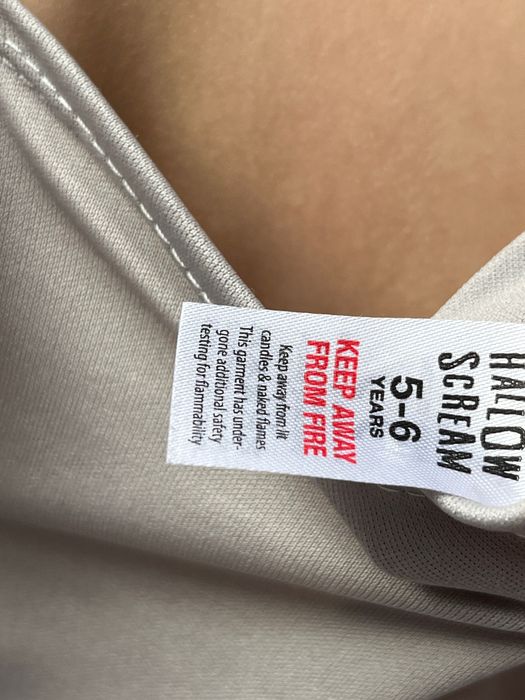 HALLOW
SCREAM
5-6
YEARS
KEEP AWAY
FROM FIRE
Keep away from lit
candles & naked flames
This garment has under-
gone additional safety
testing for flammability